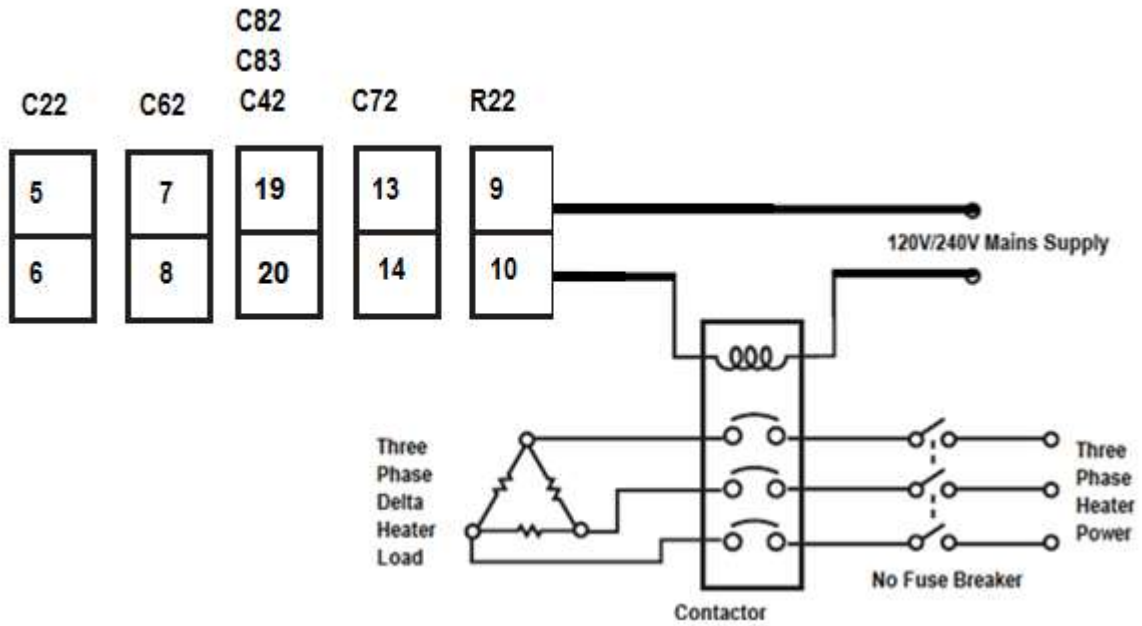 C82
C83
C22 C62 C42 C72 R22
5 7 19 13 9
6 8 20 14 10
120V/240V Mains Supply
Three
Phase
Delta
Heater
Load
Three
Phase
Heater
Power
No Fuse Breaker
Contactor